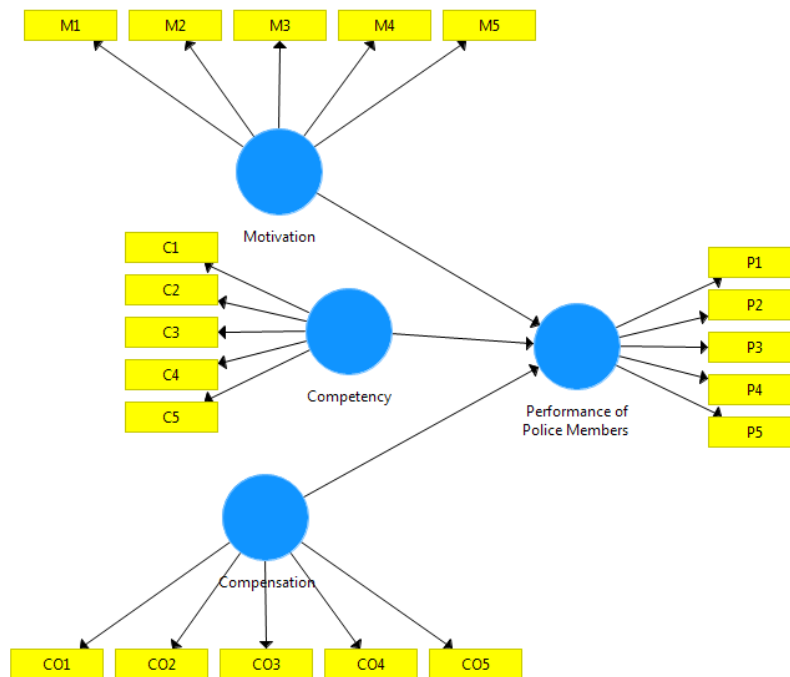 M1
M2
M3
M4
M5
Motivation
C1
C2
C3
C4
C5
Competency
P1
P2
P3
P4
P5
Performance of
Police Members
Compensation
CO1
CO2
CO3
CO4
CO5